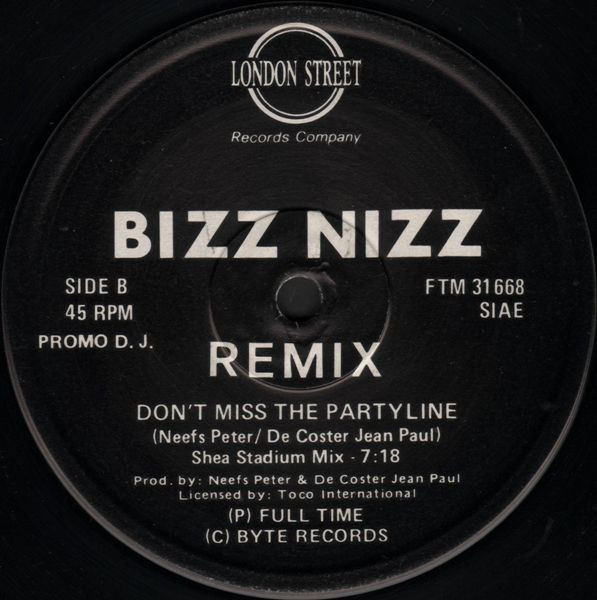 LONDON STREET
Records Company
BIZZ NIZZ
SIDE B
45 RPM
PROMO D. J.
FTM 31668
SIAE
REMIX
DON'T MISS THE PARTYLINE
(Neefs Peter/ De Coster Jean Paul)
Shea Stadium Mix - 7:18
Prod. by: Neefs Peter & De Coster Jean Paul
Licensed by: Toco International
(P) FULL TIME
(C) BYTE RECORDS